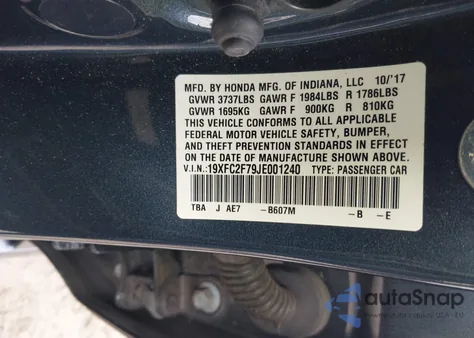 MFD. BY HONDA MFG. OF INDIANA, LLC 10/'17
GVWR 3737LBS GAWR F 1984LBS R 1786LBS
GVWR 1695KG GAWR F 900KG R 810KG
THIS VEHICLE CONFORMS TO ALL APPLICABLE
FEDERAL MOTOR VEHICLE SAFETY, BUMPER,
AND THEFT PREVENTION STANDARDS IN EFFECT
ON THE DATE OF MANUFACTURE SHOWN ABOVE.
V.I.N.:19XFC2F79JE001240 TYPE: PASSENGER CAR
TBA J AE7 -B607M -B -E
autoSnap